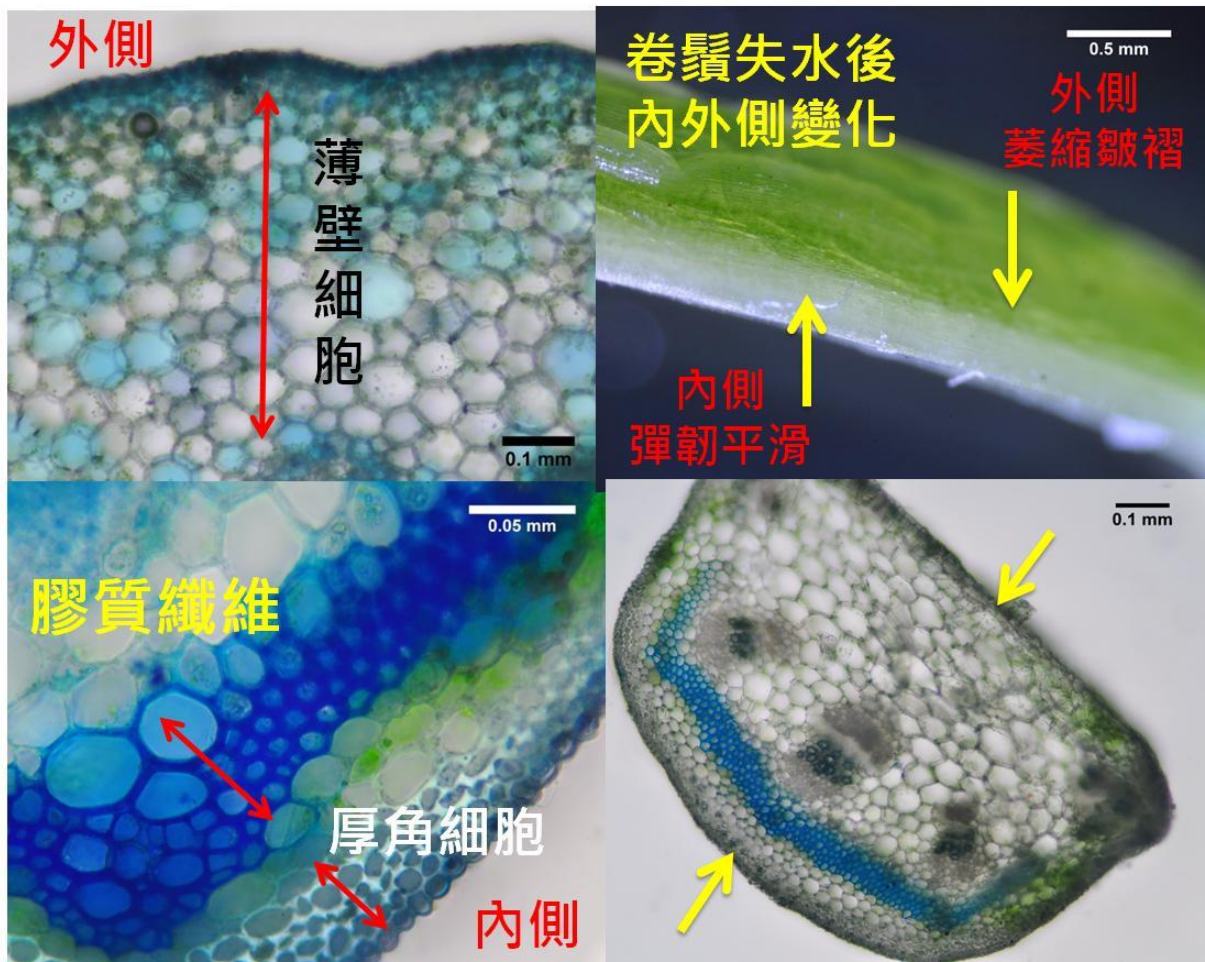 外側
薄壁細胞
0.1 mm
卷鬚失水後
內外側變化
0.5 mm
外側
萎縮皺褶
內側
彈韌平滑
膠質纖維
0.05 mm
厚角細胞
內側
0.1 mm